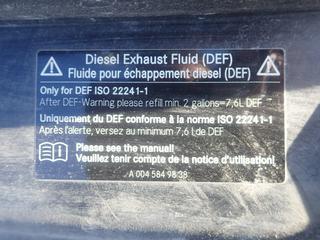 Diesel Exhaust Fluid (DEF)
Fluide pour échappement diesel (DEF)
Only for DEF ISO 22241-1
After DEF-Warning please refill min. 2 gallons=7,6L DEF
Uniquement du DEF conforme à la norme ISO 22241-1
Après l'alerte, versez au minimum 7,6 l de DEF
Please see the manual!
Veuillez tenir compte de la notice d'utilisation!
A 004 584 98 38